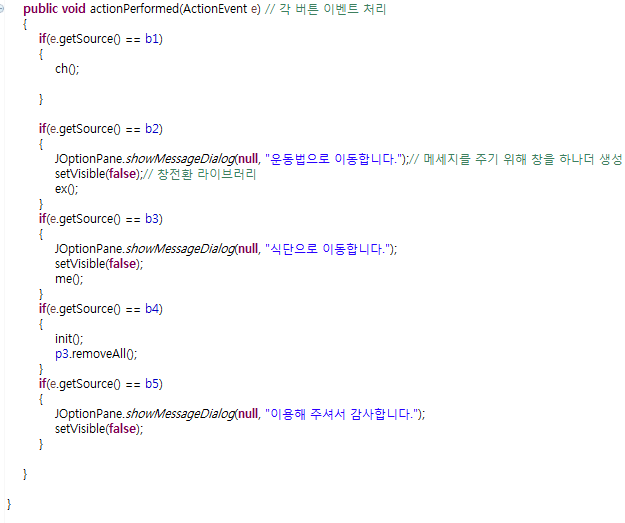 public void actionPerformed(ActionEvent e) // 각 버튼 이벤트 처리
{
if(e.getSource() == b1)
{
ch();
}
if(e.getSource() == b2)
{
JOptionPane.showMessageDialog(null, "운동법으로 이동합니다.");// 메세지를 주기 위해 창을 하나더 생성
setVisible(false);// 창전환 라이브러리
ex();
}
if(e.getSource() == b3)
{
JOptionPane.showMessageDialog(null, "식단으로 이동합니다.");
setVisible(false);
me();
}
if(e.getSource() == b4)
{
init();
p3.removeAll();
}
if(e.getSource() == b5)
{
JOptionPane.showMessageDialog(null, "이용해 주셔서 감사합니다.");
setVisible(false);
}
}
}